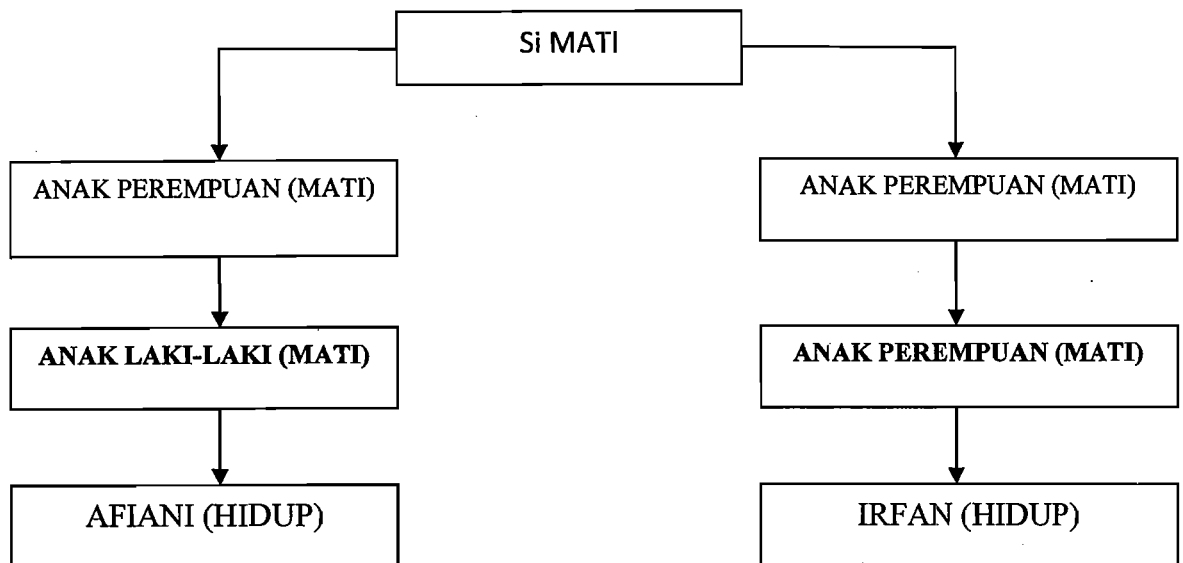 Si MATI
ANAK PEREMPUAN (MATI)
ANAK PEREMPUAN (MATI)
ANAK LAKI-LAKI (MATI)
ANAK PEREMPUAN (MATI)
AFIANI (HIDUP)
IRFAN (HIDUP)